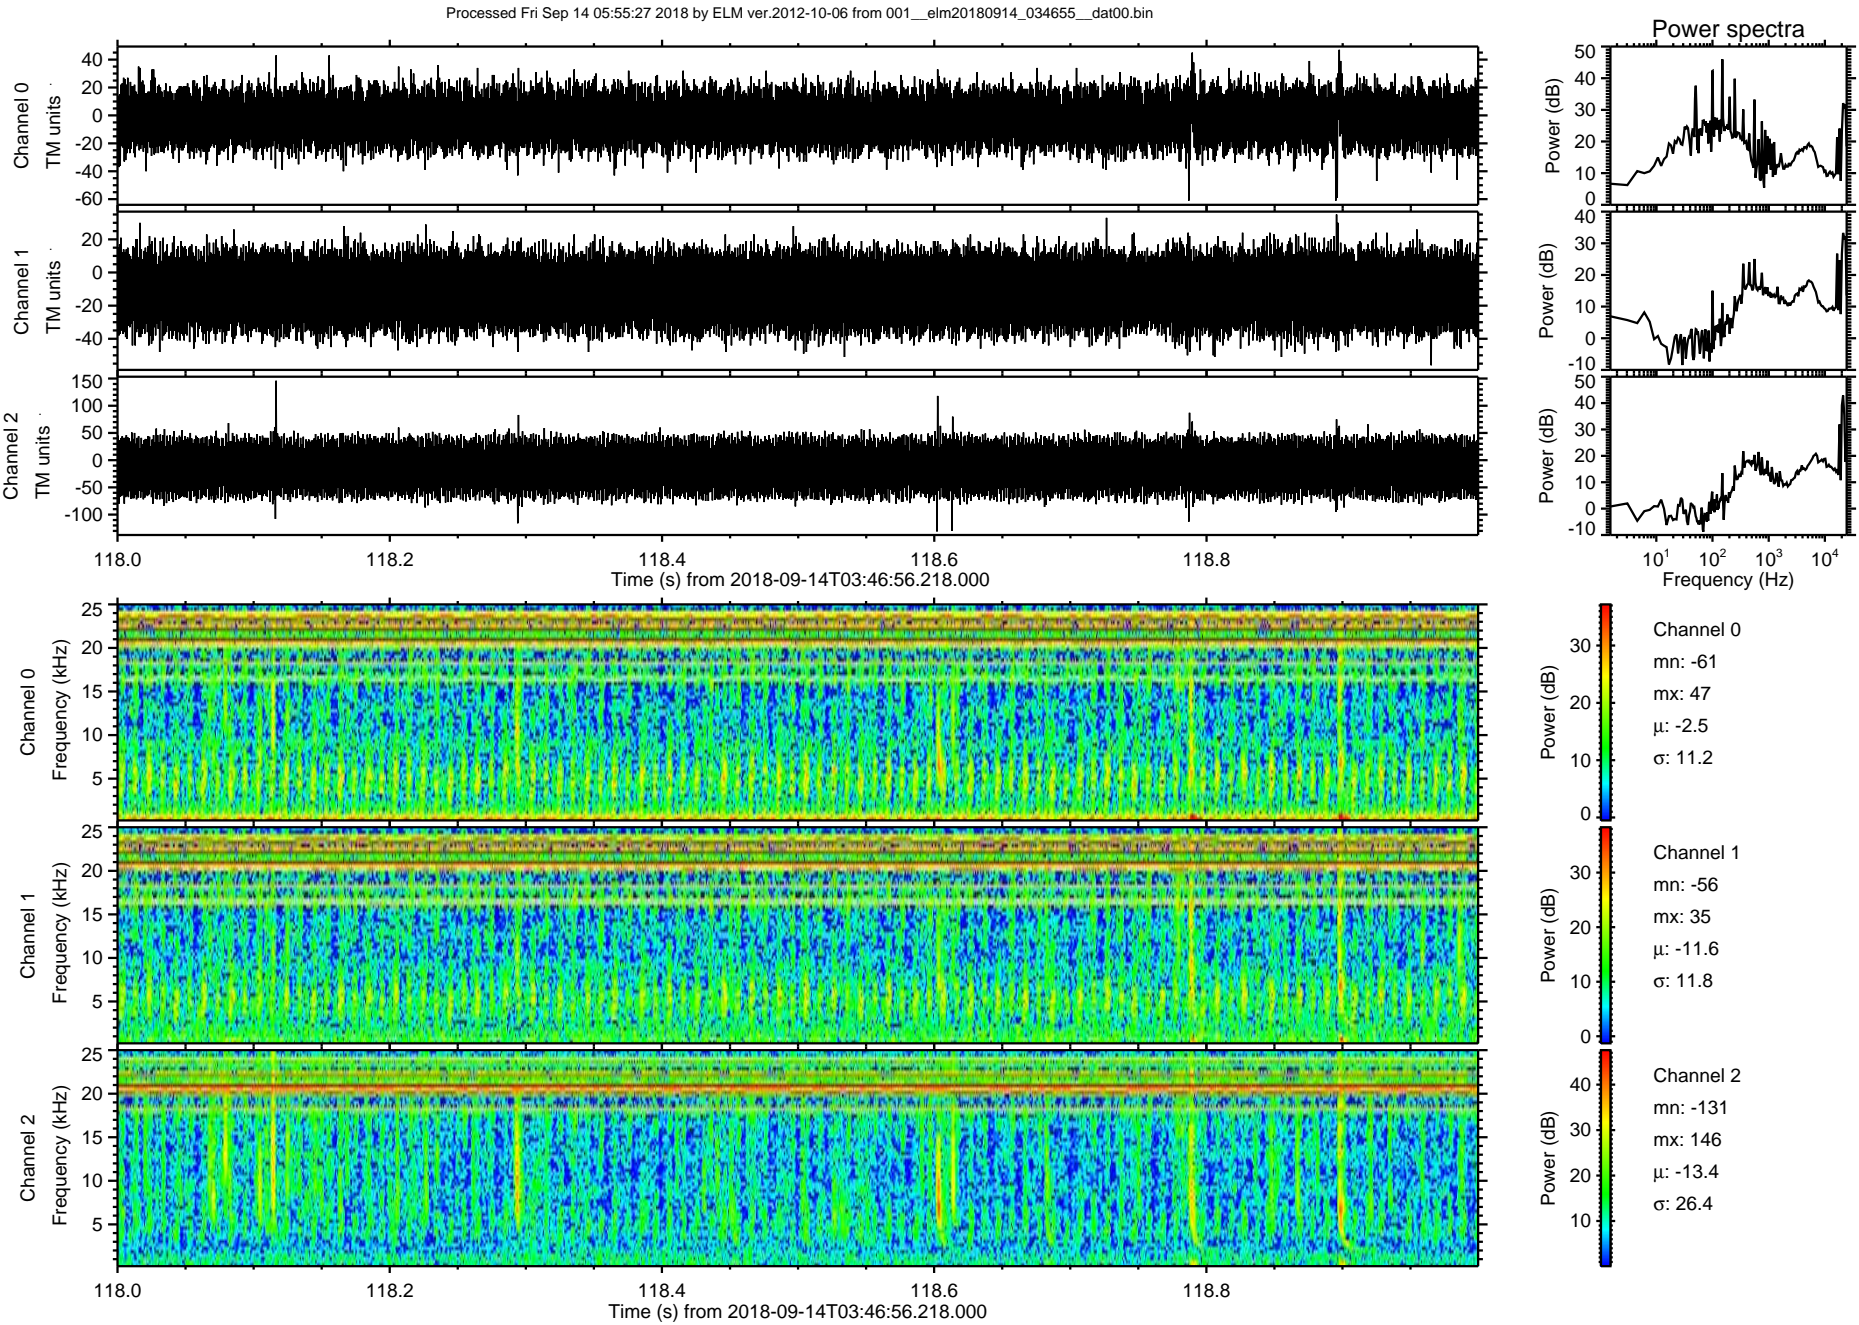 Processed Fri Sep 14 05:55:27 2018 by ELM ver.2012-10-06 from 001__elm20180914_034655__dat00.bin
Power spectra
Channel 0
TM units
40
20
0
-20
-40
-60
Power (dB)
50
40
30
20
10
0
Channel 1
TM units
20
0
-20
-40
Power (dB)
40
30
20
10
0
-10
Channel 2
TM units
150
100
50
0
-50
-100
Power (dB)
50
40
30
20
10
0
-10
118.0 118.2 118.4 118.6 118.8
Time (s) from 2018-09-14T03:46:56.218.000
10^1 10^2 10^3 10^4
Frequency (Hz)
Channel 0
Frequency (kHz)
25
20
15
10
5
Power (dB)
30
20
10
0
Channel 0
mn: -61
mx: 47
μ: -2.5
σ: 11.2
Channel 1
Frequency (kHz)
25
20
15
10
5
Power (dB)
30
20
10
0
Channel 1
mn: -56
mx: 35
μ: -11.6
σ: 11.8
Channel 2
Frequency (kHz)
25
20
15
10
5
Power (dB)
40
30
20
10
Channel 2
mn: -131
mx: 146
μ: -13.4
σ: 26.4
118.0 118.2 118.4 118.6 118.8
Time (s) from 2018-09-14T03:46:56.218.000